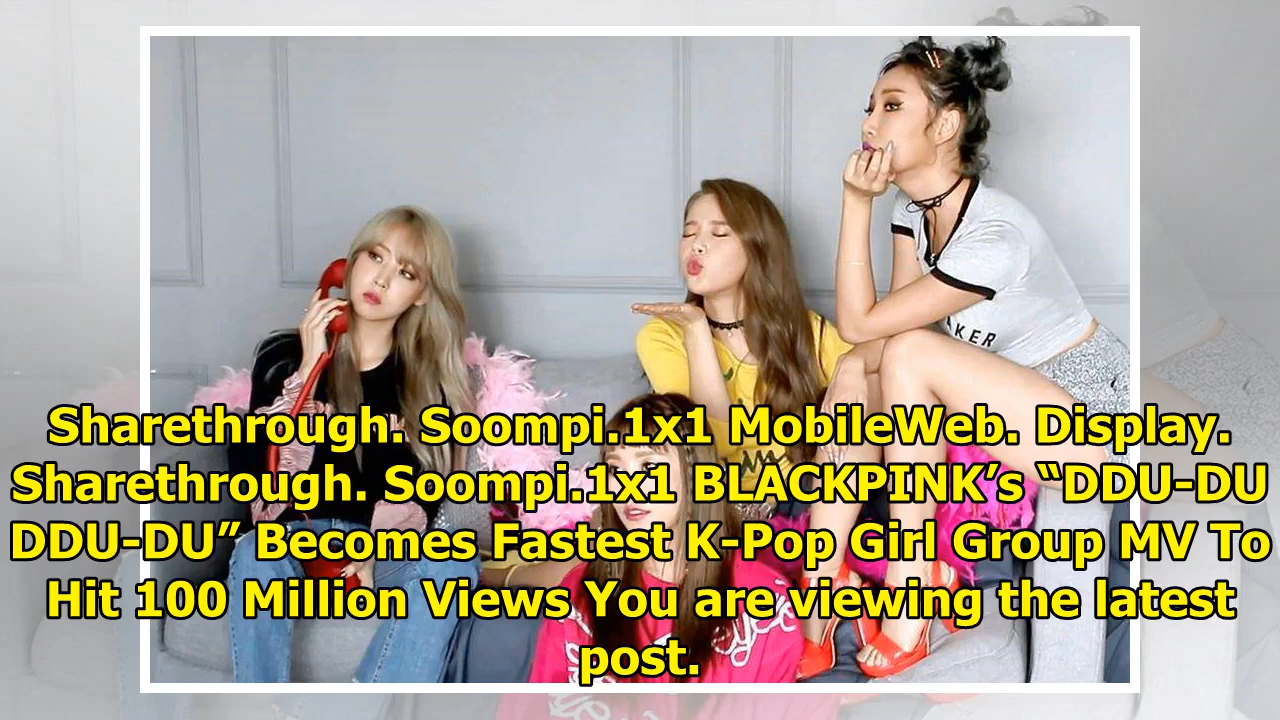 AKER
Sharethrough. Soompi.1x1 MobileWeb. Display.
Sharethrough. Soompi.1x1 BLACKPINK’s “DDU-DU
DDU-DU” Becomes Fastest K-Pop Girl Group MV To
Hit 100 Million Views You are viewing the latest
post.